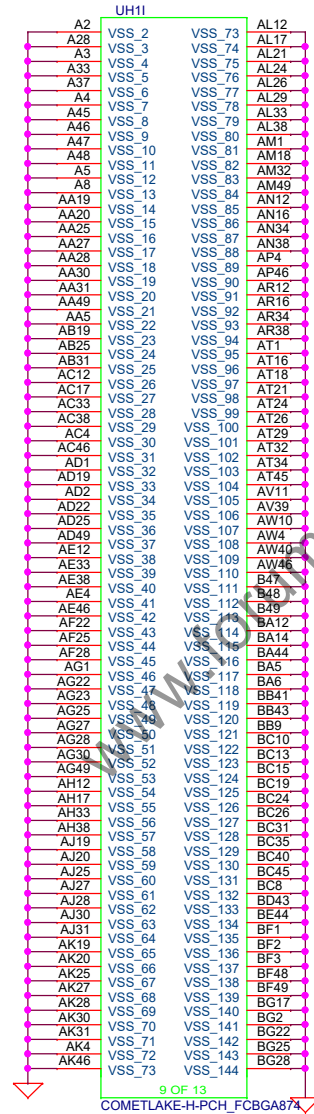 UH1I
A2 VSS_2 VSS_73 AL12
A28 VSS_3 VSS_74 AL17
A3 VSS_4 VSS_75 AL21
A33 VSS_5 VSS_76 AL24
A37 VSS_6 VSS_77 AL26
A4 VSS_7 VSS_78 AL29
A45 VSS_8 VSS_79 AL33
A46 VSS_9 VSS_80 AL38
A47 VSS_10 VSS_81 AM1
A48 VSS_11 VSS_82 AM18
A5 VSS_12 VSS_83 AM32
A8 VSS_13 VSS_84 AM49
AA19 VSS_14 VSS_85 AN12
AA20 VSS_15 VSS_86 AN16
AA25 VSS_16 VSS_87 AN34
AA27 VSS_17 VSS_88 AN38
AA28 VSS_18 VSS_89 AP4
AA30 VSS_19 VSS_90 AP46
AA31 VSS_20 VSS_91 AR12
AA49 VSS_21 VSS_92 AR16
AA5 VSS_22 VSS_93 AR34
AB19 VSS_23 VSS_94 AR38
AB25 VSS_24 VSS_95 AT1
AB31 VSS_25 VSS_96 AT16
AC12 VSS_26 VSS_97 AT18
AC17 VSS_27 VSS_98 AT21
AC33 VSS_28 VSS_99 AT24
AC38 VSS_29 VSS_100 AT26
AC4 VSS_30 VSS_101 AT29
AC46 VSS_31 VSS_102 AT32
AD1 VSS_32 VSS_103 AT34
AD19 VSS_33 VSS_104 AT45
AD2 VSS_34 VSS_105 AV11
AD22 VSS_35 VSS_106 AV39
AD25 VSS_36 VSS_107 AW10
AD49 VSS_37 VSS_108 AW4
AE12 VSS_38 VSS_109 AW40
AE33 VSS_39 VSS_110 AW46
AE38 VSS_40 VSS_111 B47
AE4 VSS_41 VSS_112 B48
AE46 VSS_42 VSS_113 B49
AF22 VSS_43 VSS_114 BA12
AF25 VSS_44 VSS_115 BA14
AF28 VSS_45 VSS_116 BA44
AG1 VSS_46 VSS_117 BA5
AG22 VSS_47 VSS_118 BA6
AG23 VSS_48 VSS_119 BB41
AG25 VSS_49 VSS_120 BB43
AG27 VSS_50 VSS_121 BB9
AG28 VSS_51 VSS_122 BC10
AG30 VSS_52 VSS_123 BC13
AG49 VSS_53 VSS_124 BC15
AH12 VSS_54 VSS_125 BC19
AH17 VSS_55 VSS_126 BC24
AH33 VSS_56 VSS_127 BC26
AH38 VSS_57 VSS_128 BC31
AJ19 VSS_58 VSS_129 BC35
AJ20 VSS_59 VSS_130 BC40
AJ25 VSS_60 VSS_131 BC45
AJ27 VSS_61 VSS_132 BC8
AJ28 VSS_62 VSS_133 BD43
AJ30 VSS_63 VSS_134 BE44
AJ31 VSS_64 VSS_135 BF1
AK19 VSS_65 VSS_136 BF2
AK20 VSS_66 VSS_137 BF3
AK25 VSS_67 VSS_138 BF48
AK27 VSS_68 VSS_139 BF49
AK28 VSS_69 VSS_140 BG17
AK30 VSS_70 VSS_141 BG2
AK31 VSS_71 VSS_142 BG22
AK4 VSS_72 VSS_143 BG25
AK46 VSS_73 VSS_144 BG28
9 OF 13
COMETLAKE-H-PCH_FCBGA874
www.forum